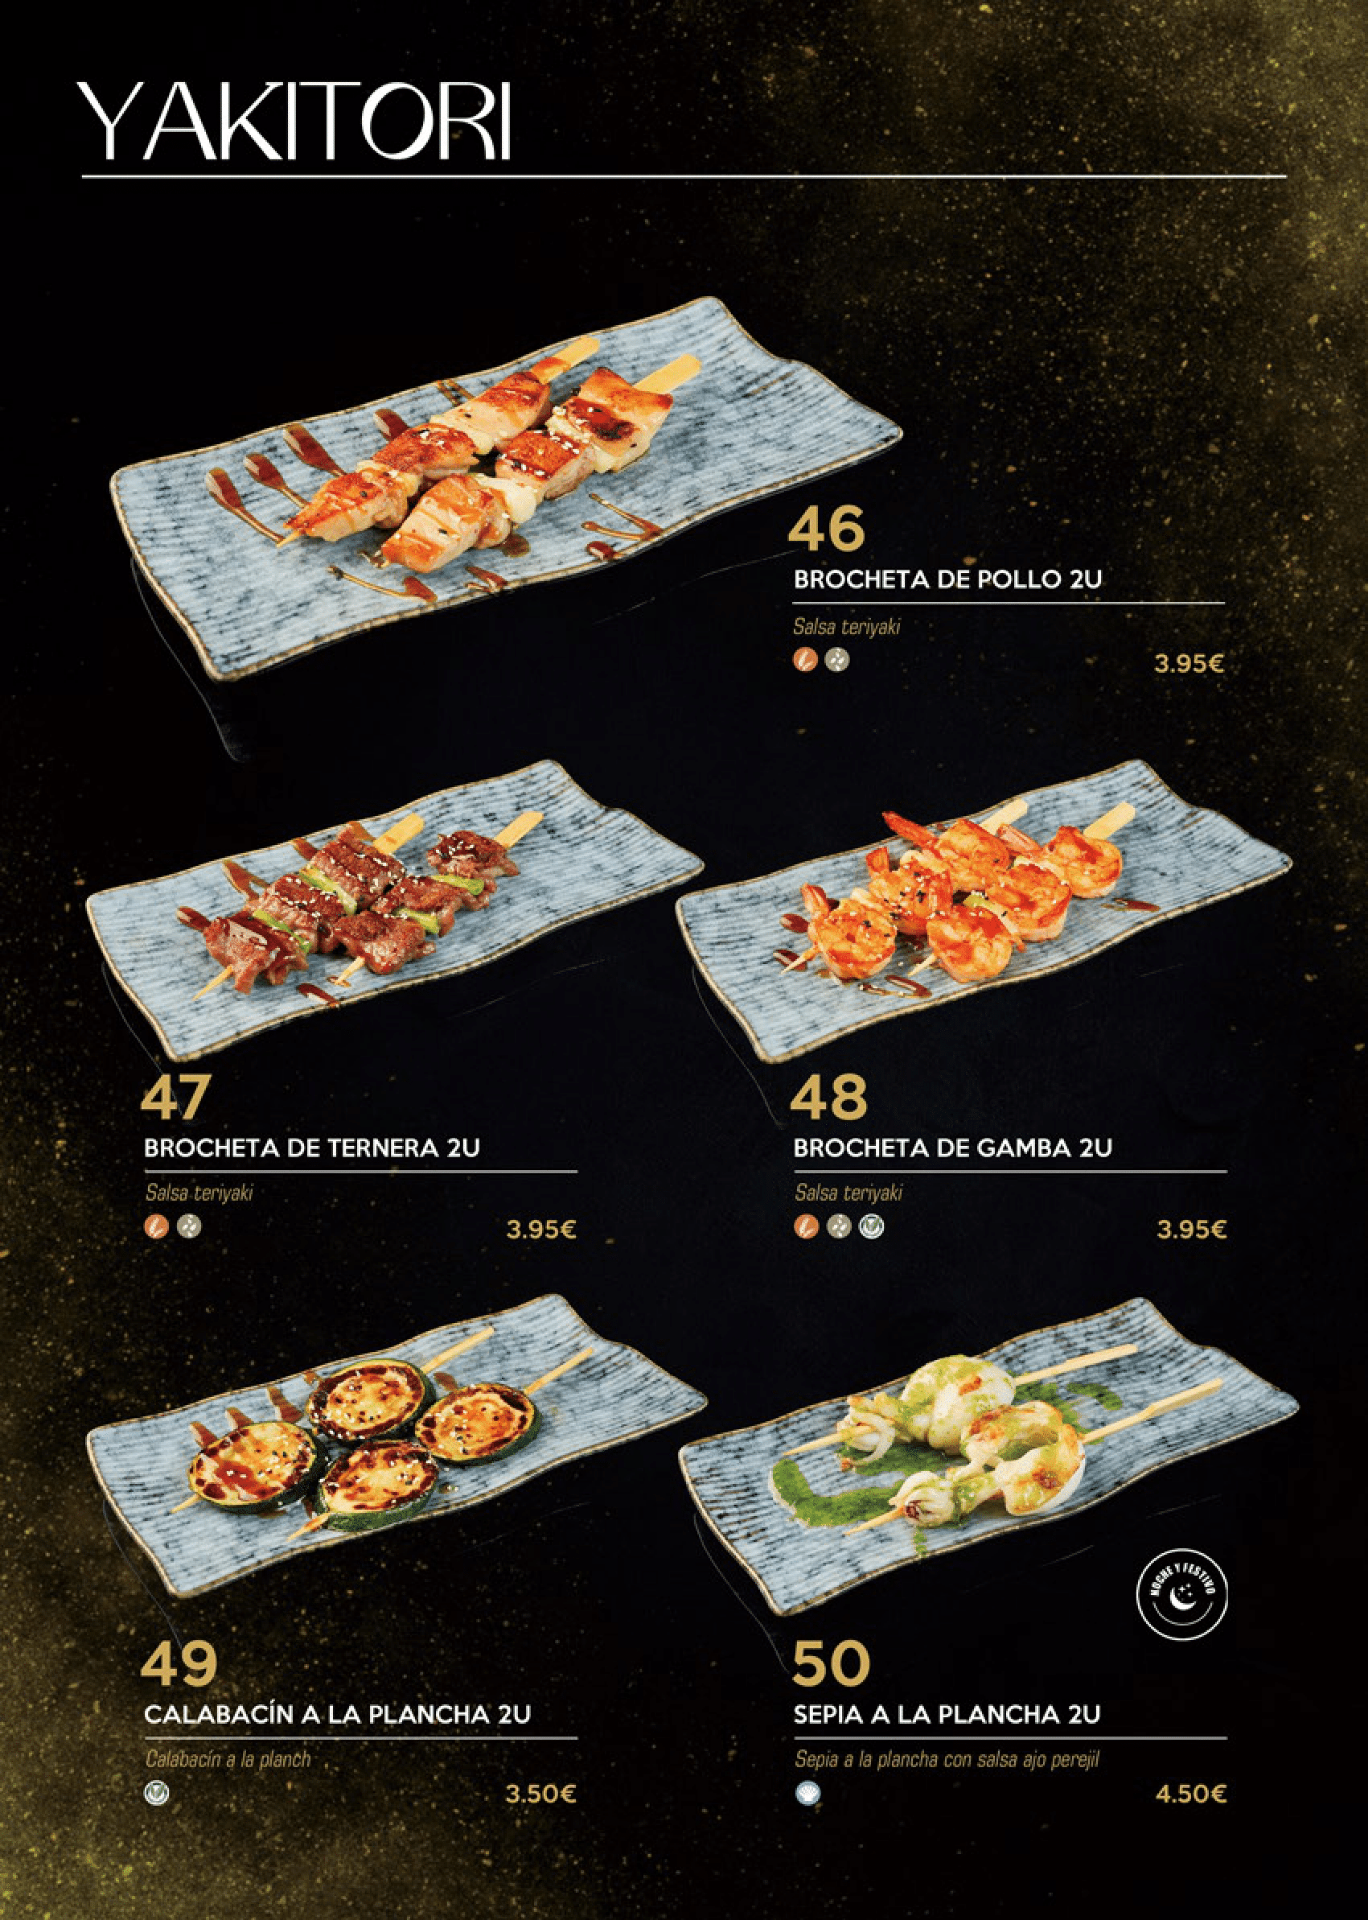 YAKITORI
46
BROCHETA DE POLLO 2U
Salsa teriyaki
3.95€
47
BROCHETA DE TERNERA 2U
Salsa teriyaki
3.95€
48
BROCHETA DE GAMBA 2U
Salsa teriyaki
3.95€
49
CALABACÍN A LA PLANCHA 2U
Calabacín a la planch
3.50€
NOCHE Y FESTIVO
50
SEPIA A LA PLANCHA 2U
Sepia a la plancha con salsa ajo perejil
4.50€